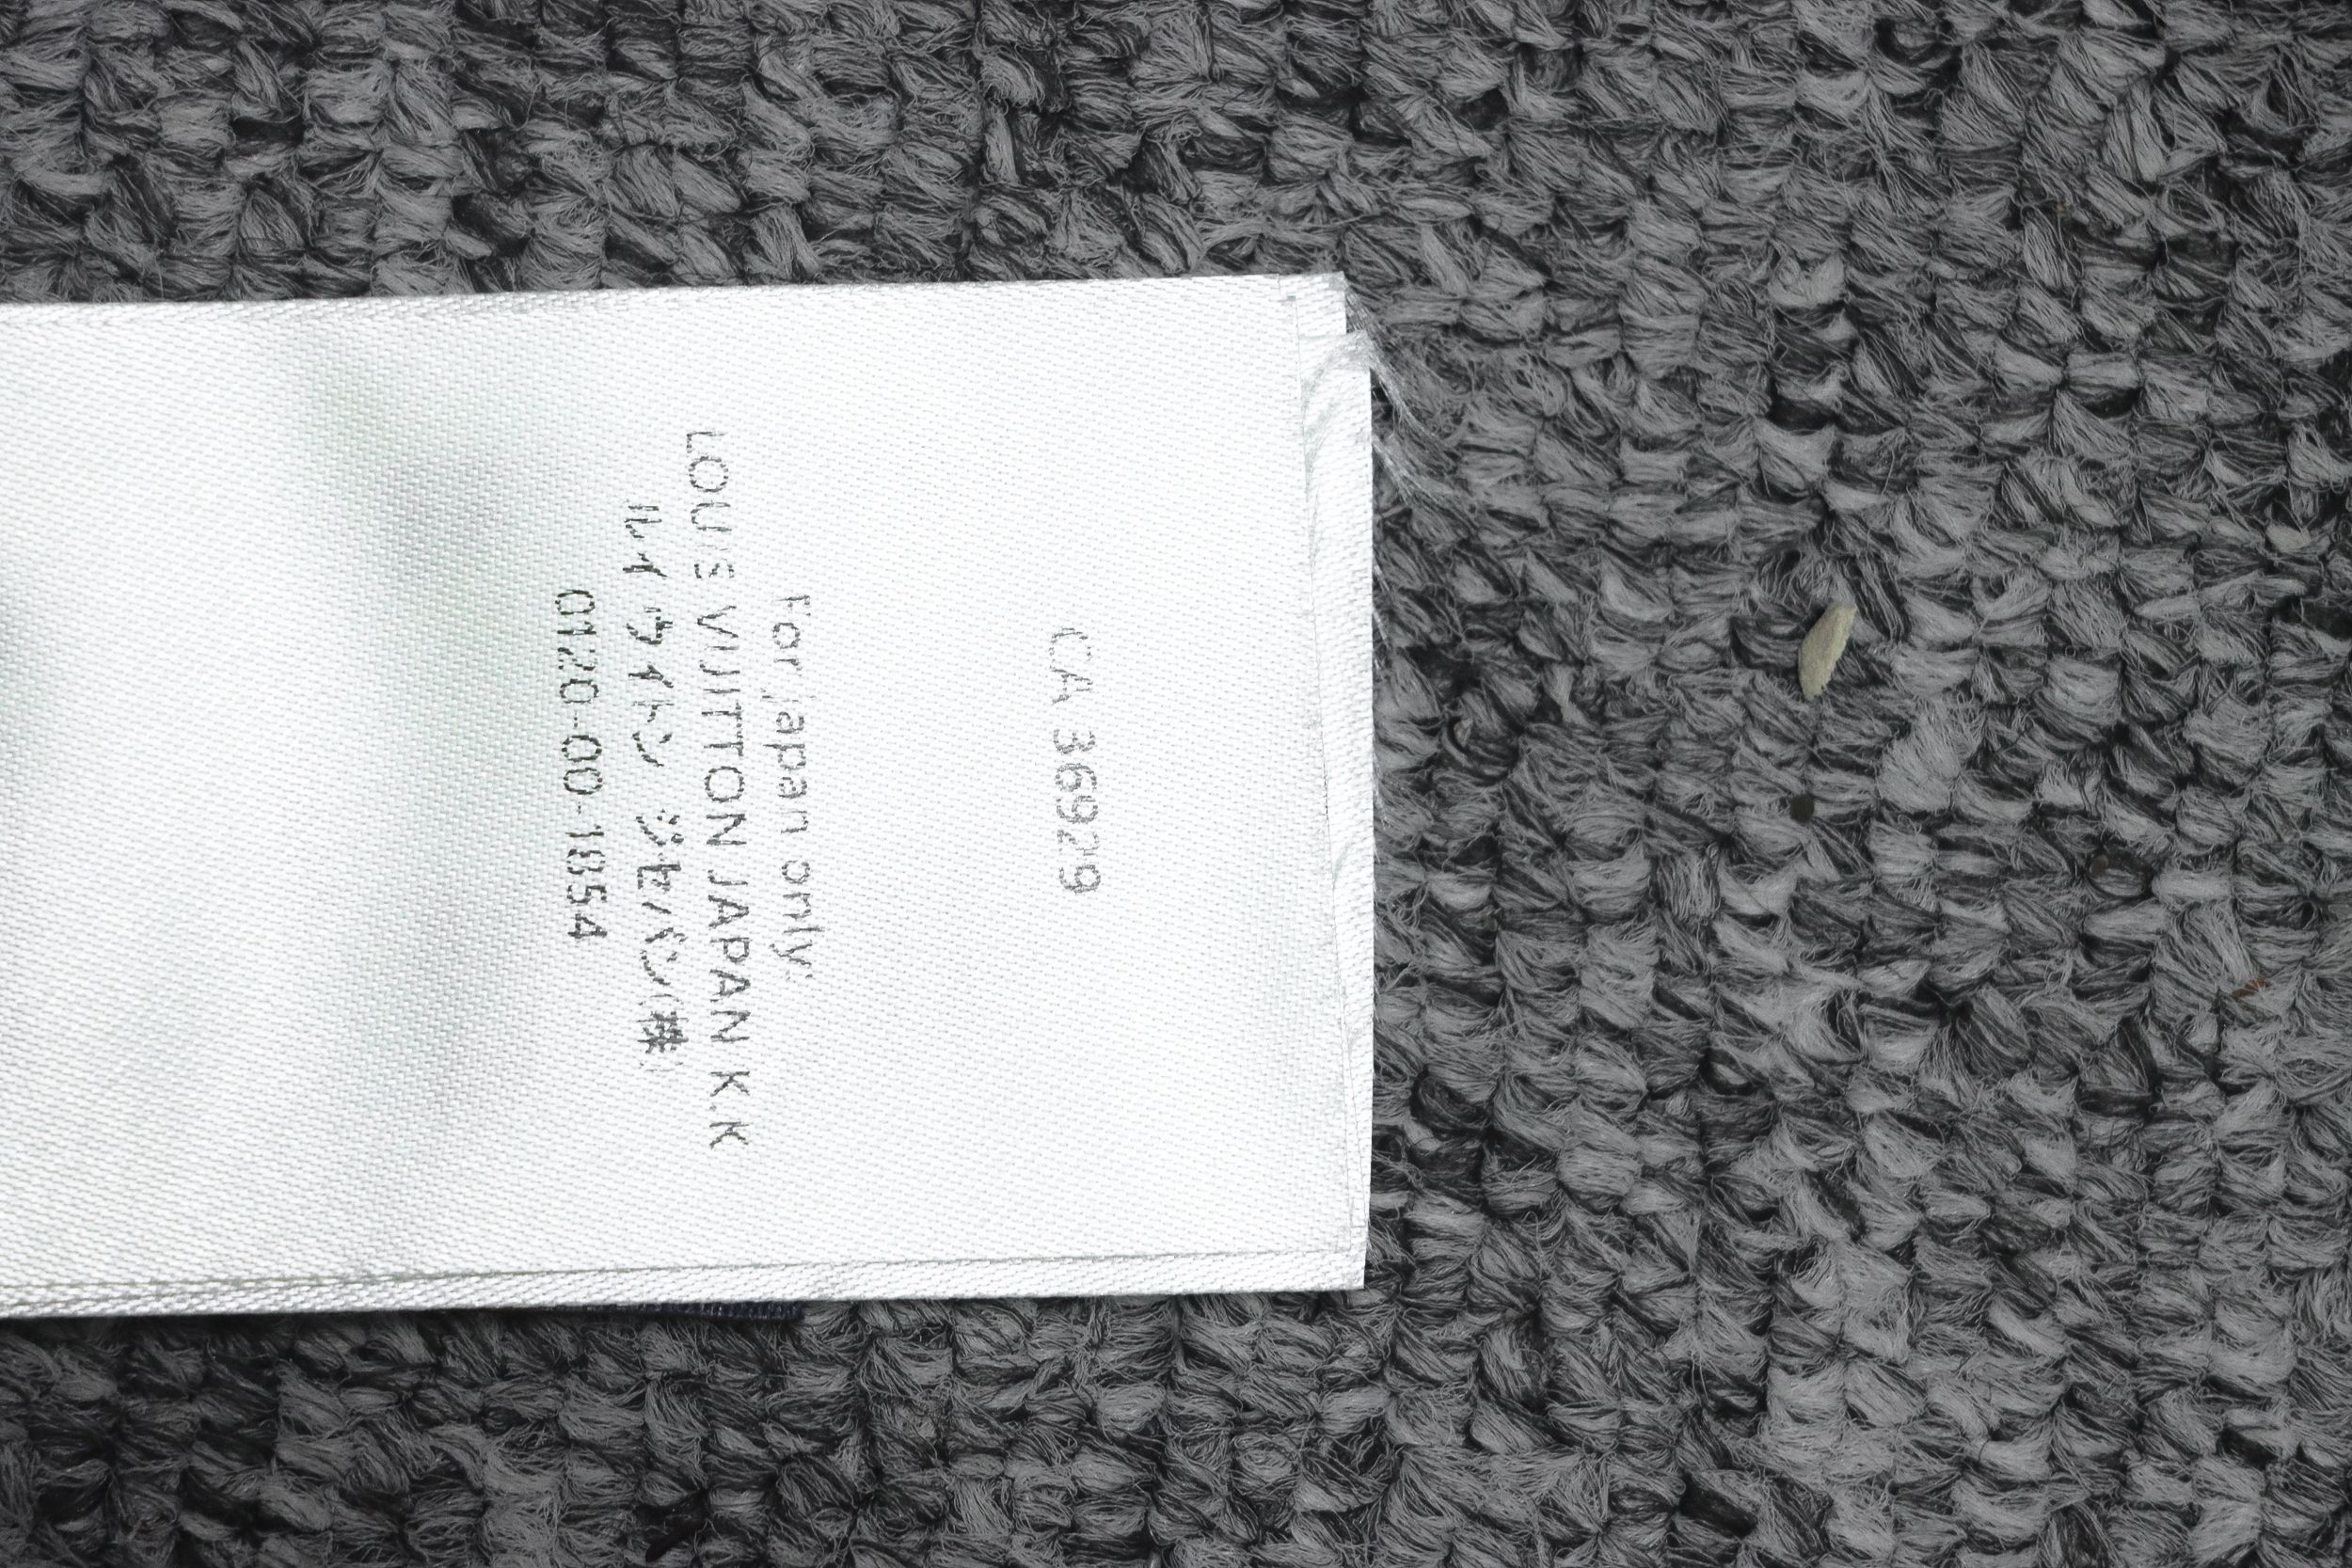 CA 36929
For japan only:
LOUIS VUITTON JAPAN K.K
ルイ ヴィトン ジャパン(株)
0120-00-1854